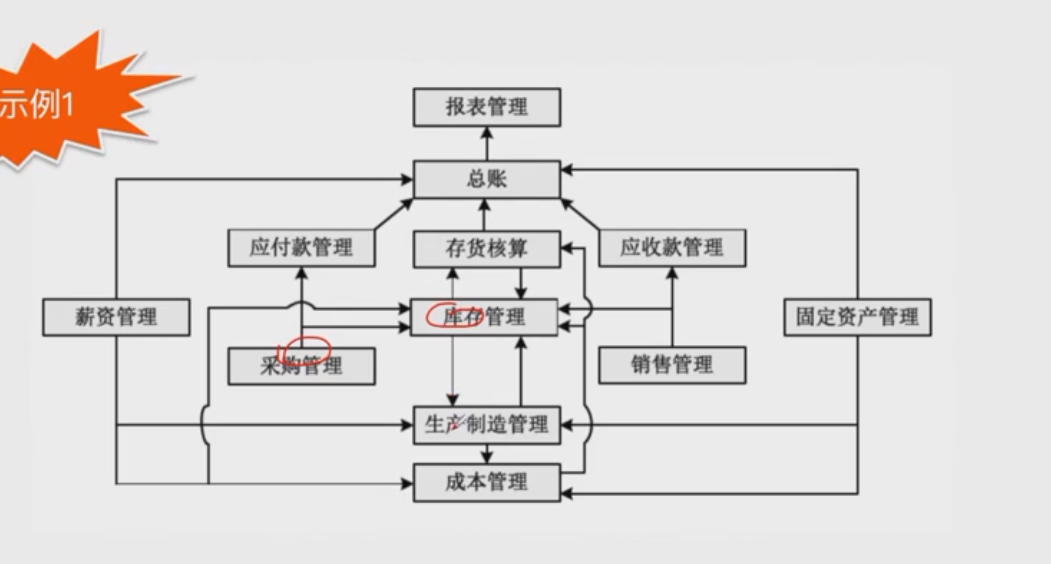 示例1
报表管理
总账
应付款管理
存货核算
应收款管理
薪资管理
库存管理
固定资产管理
采购管理
销售管理
生产制造管理
成本管理